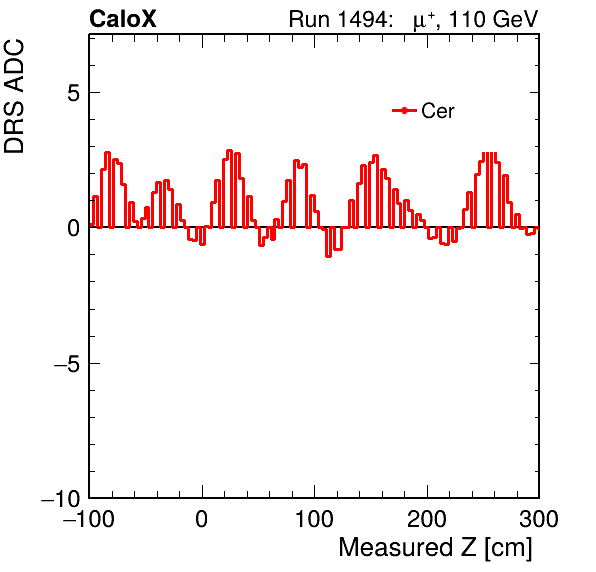 CaloX
Run 1494: μ⁺, 110 GeV
DRS ADC
Cer
5
0
−5
−10
−100 0 100 200 300
Measured Z [cm]